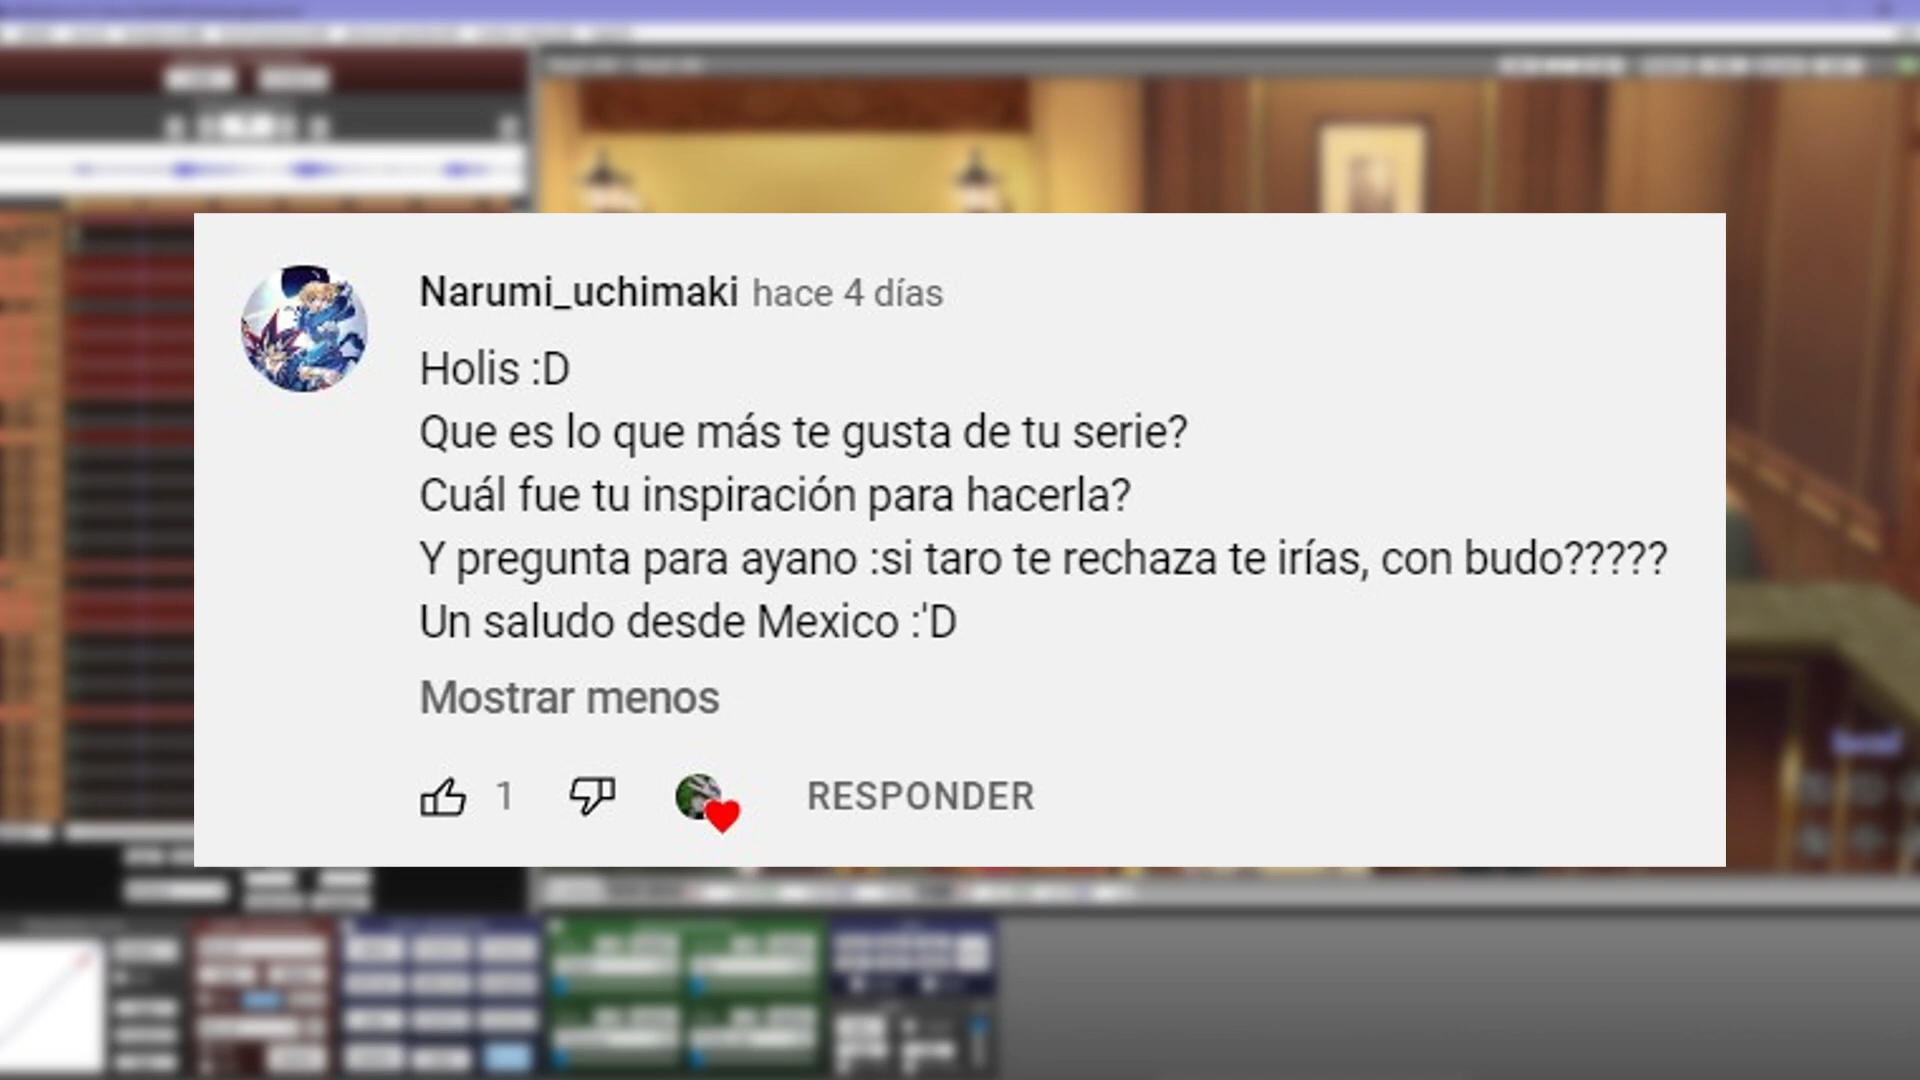 Narumi_uchimaki hace 4 días
Holis :D
Que es lo que más te gusta de tu serie?
Cuál fue tu inspiración para hacerla?
Y pregunta para ayano :si taro te rechaza te irías, con budo?????
Un saludo desde Mexico :'D
Mostrar menos
1 RESPONDER